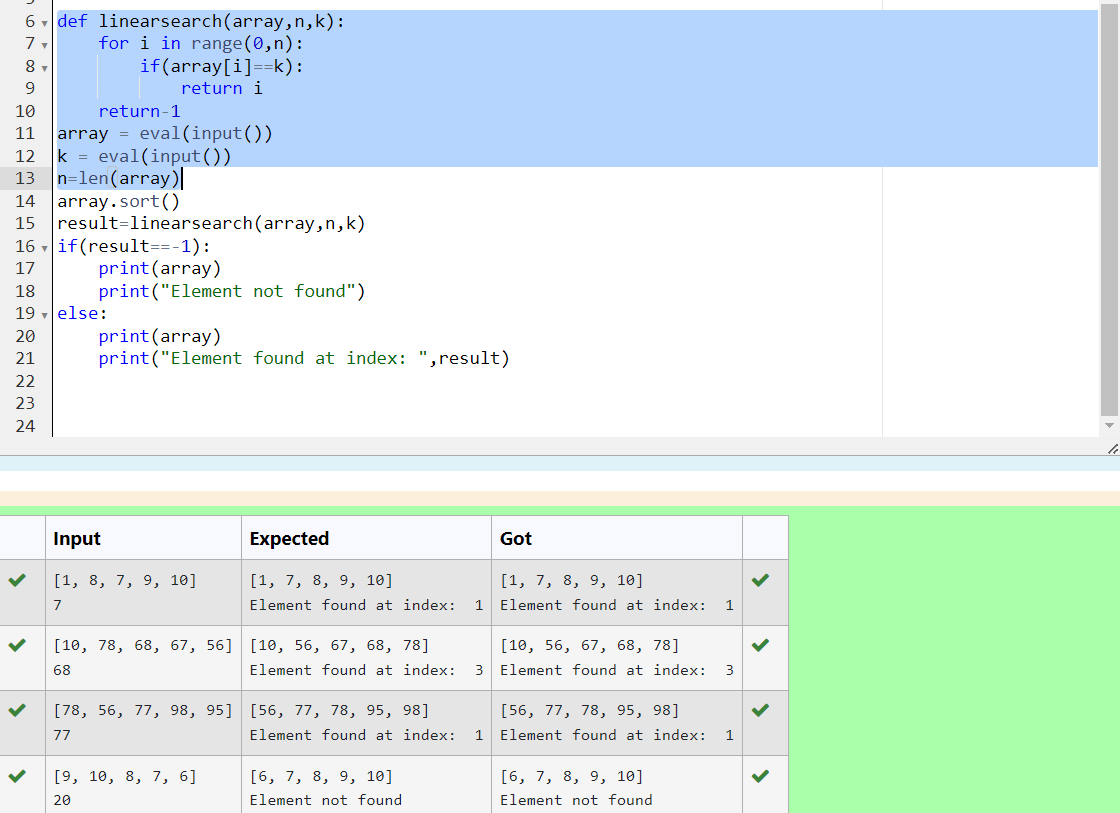 6 def linearsearch(array,n,k):
7     for i in range(0,n):
8         if(array[i]==k):
9             return i
10     return-1
11 array = eval(input())
12 k = eval(input())
13 n=len(array)
14 array.sort()
15 result=linearsearch(array,n,k)
16 if(result==-1):
17     print(array)
18     print("Element not found")
19 else:
20     print(array)
21     print("Element found at index: ",result)
22
23
24
Input Expected Got
[1, 8, 7, 9, 10] [1, 7, 8, 9, 10] [1, 7, 8, 9, 10]
7 Element found at index:  1 Element found at index:  1
[10, 78, 68, 67, 56] [10, 56, 67, 68, 78] [10, 56, 67, 68, 78]
68 Element found at index:  3 Element found at index:  3
[78, 56, 77, 98, 95] [56, 77, 78, 95, 98] [56, 77, 78, 95, 98]
77 Element found at index:  1 Element found at index:  1
[9, 10, 8, 7, 6] [6, 7, 8, 9, 10] [6, 7, 8, 9, 10]
20 Element not found Element not found